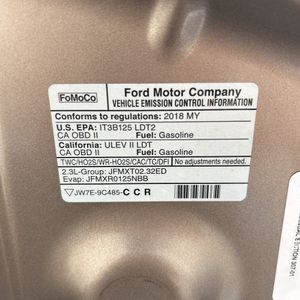 FoMoCo
Ford Motor Company
VEHICLE EMISSION CONTROL INFORMATION
Conforms to regulations: 2018 MY
U.S. EPA: IT3B125 LDT2
CA OBD II Fuel: Gasoline
California: ULEV II LDT
CA OBD II Fuel: Gasoline
TWC/HO2S/WR-HO2S/CAC/TC/DFI No adjustments needed.
2.3L-Group: JFMXT02.32ED
Evap: JFMXR0125NBB
JW7E-9C485-CCR